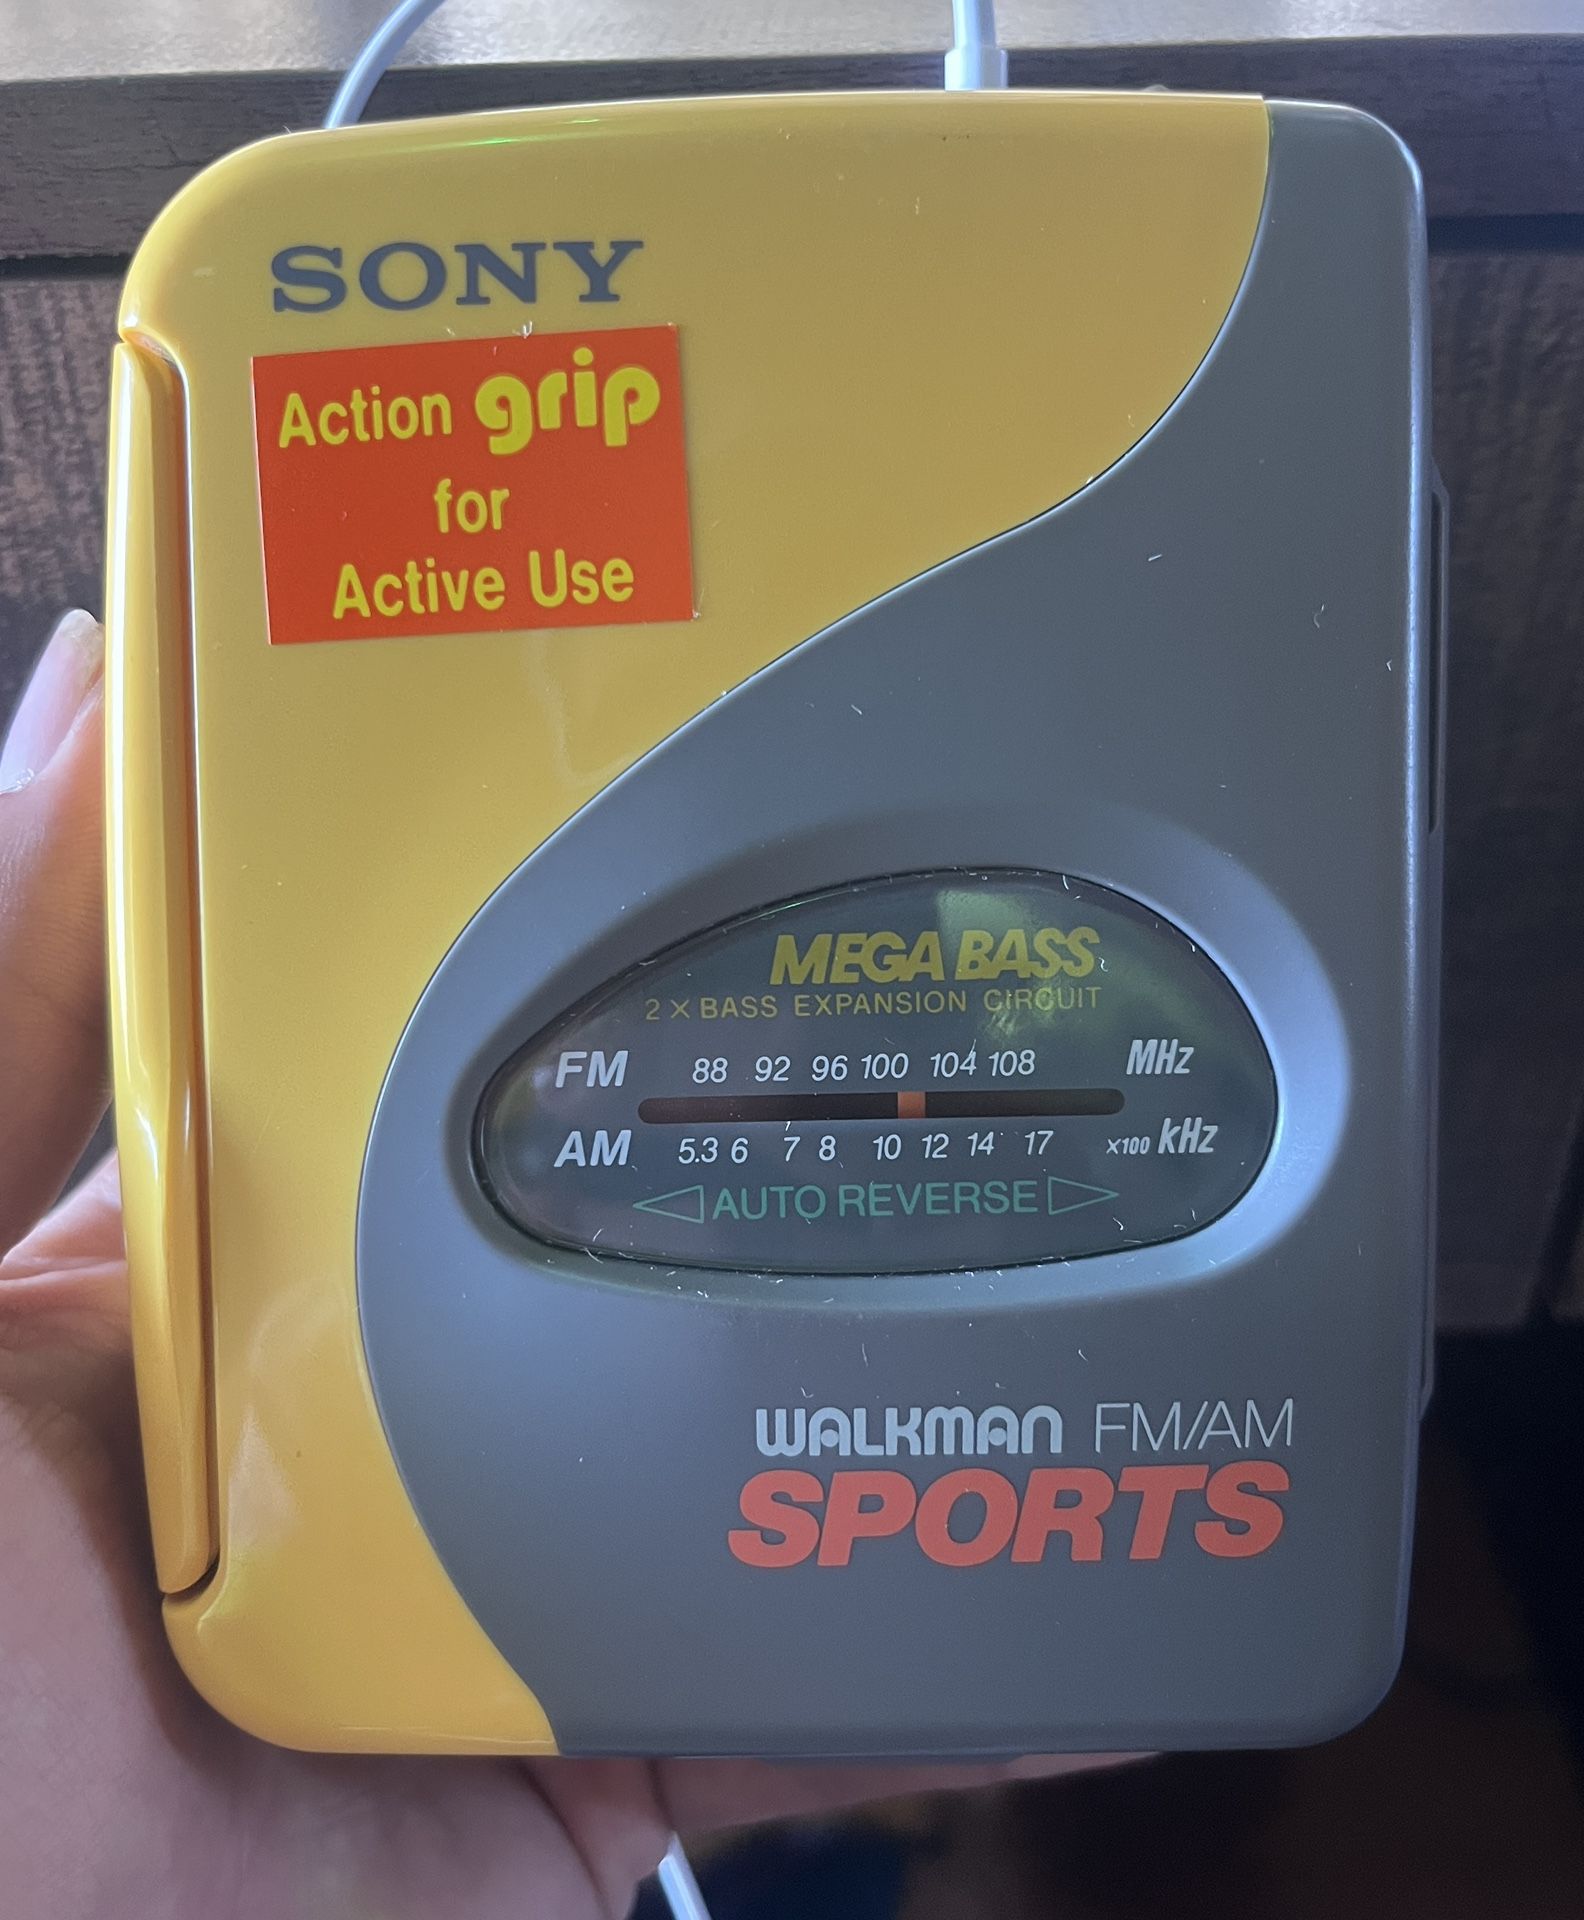 SONY
Action grip
for
Active Use
MEGA BASS
2 × BASS EXPANSION CIRCUIT
FM 88 92 96 100 104 108 MHz
AM 5.3 6 7 8 10 12 14 17 ×100 kHz
AUTO REVERSE
WALKMAN FM/AM
SPORTS